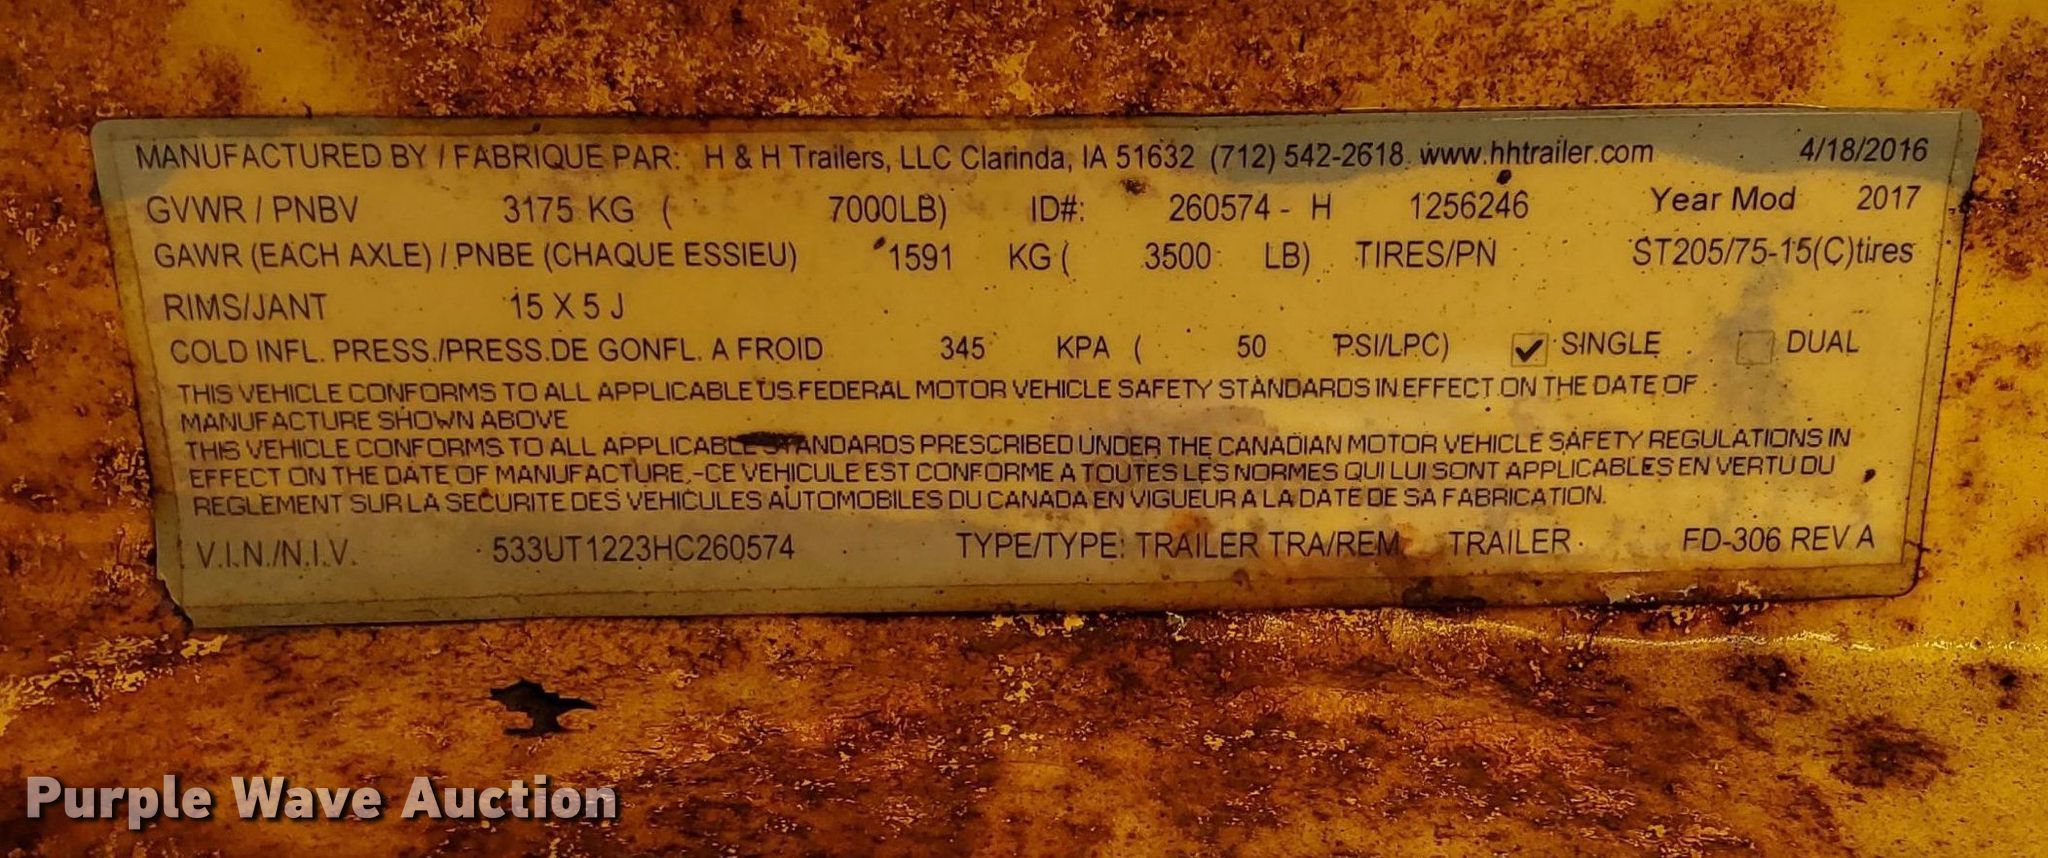 MANUFACTURED BY / FABRIQUE PAR: H & H Trailers, LLC Clarinda, IA 51632 (712) 542-2618 www.hhtrailer.com 4/18/2016
GVWR / PNBV 3175 KG ( 7000LB) ID#: 260574 - H 1256246 Year Mod 2017
GAWR (EACH AXLE) / PNBE (CHAQUE ESSIEU) 1591 KG ( 3500 LB) TIRES/PN ST205/75-15(C)tires
RIMS/JANT 15 X 5 J
COLD INFL. PRESS./PRESS.DE GONFL. A FROID 345 KPA ( 50 PSI/LPC) ✔ SINGLE DUAL
THIS VEHICLE CONFORMS TO ALL APPLICABLE US.FEDERAL MOTOR VEHICLE SAFETY STANDARDS IN EFFECT ON THE DATE OF
MANUFACTURE SHOWN ABOVE
THIS VEHICLE CONFORMS TO ALL APPLICABLE STANDARDS PRESCRIBED UNDER THE CANADIAN MOTOR VEHICLE SAFETY REGULATIONS IN
EFFECT ON THE DATE OF MANUFACTURE.-CE VEHICULE EST CONFORME A TOUTES LES NORMES QUI LUI SONT APPLICABLES EN VERTU DU
REGLEMENT SUR LA SECURITE DES VEHICULES AUTOMOBILES DU CANADA EN VIGUEUR A LA DATE DE SA FABRICATION.
V.I.N./N.I.V. 533UT1223HC260574 TYPE/TYPE: TRAILER TRA/REM TRAILER FD-306 REV A
Purple Wave Auction